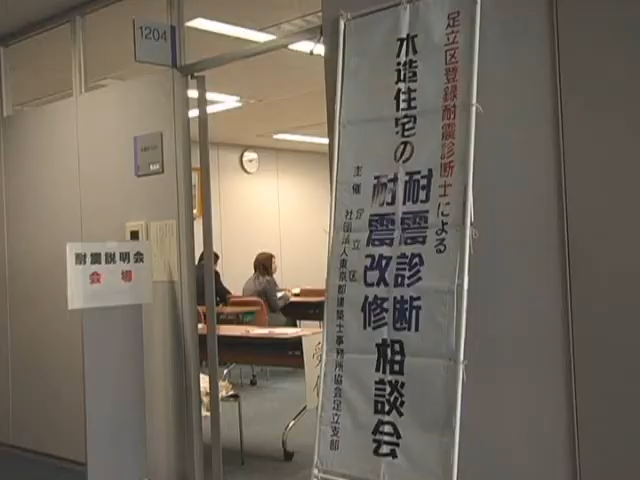 1204
耐震説明会
会場
足立区登録耐震診断士による
木造住宅の
耐震診断
耐震改修
相談会
主催 足立区
社団法人東京都建築士事務所協会足立支部
受付